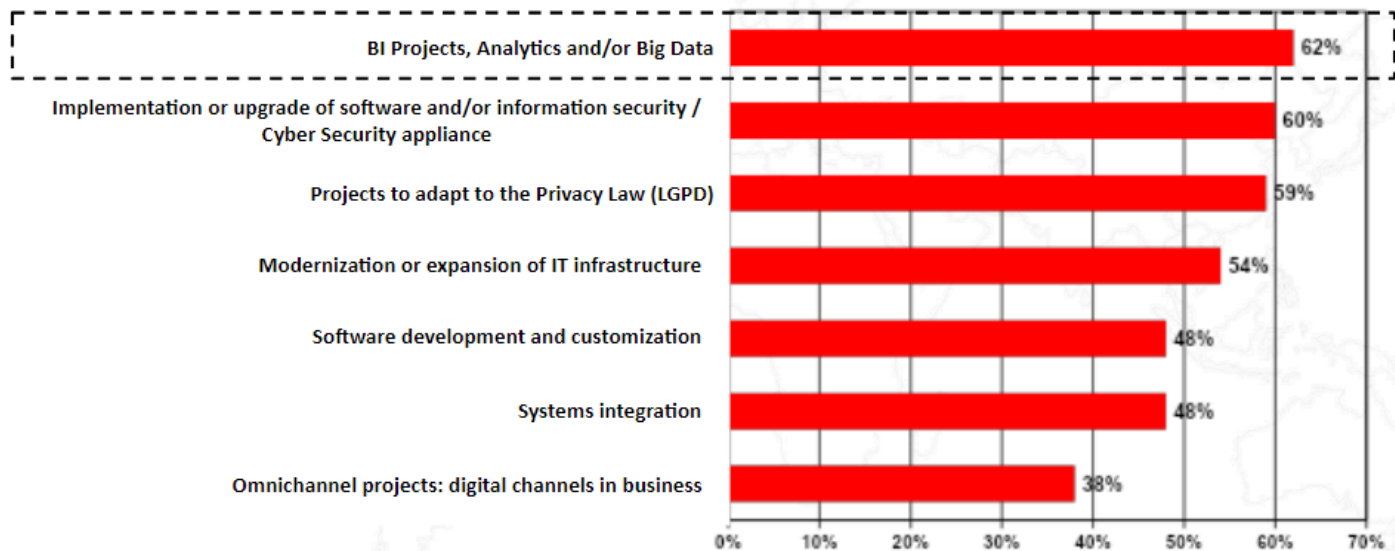 BI Projects, Analytics and/or Big Data
62%
Implementation or upgrade of software and/or information security /
Cyber Security appliance
60%
Projects to adapt to the Privacy Law (LGPD)
59%
Modernization or expansion of IT infrastructure
54%
Software development and customization
48%
Systems integration
48%
Omnichannel projects: digital channels in business
38%
0% 10% 20% 30% 40% 50% 60% 70%